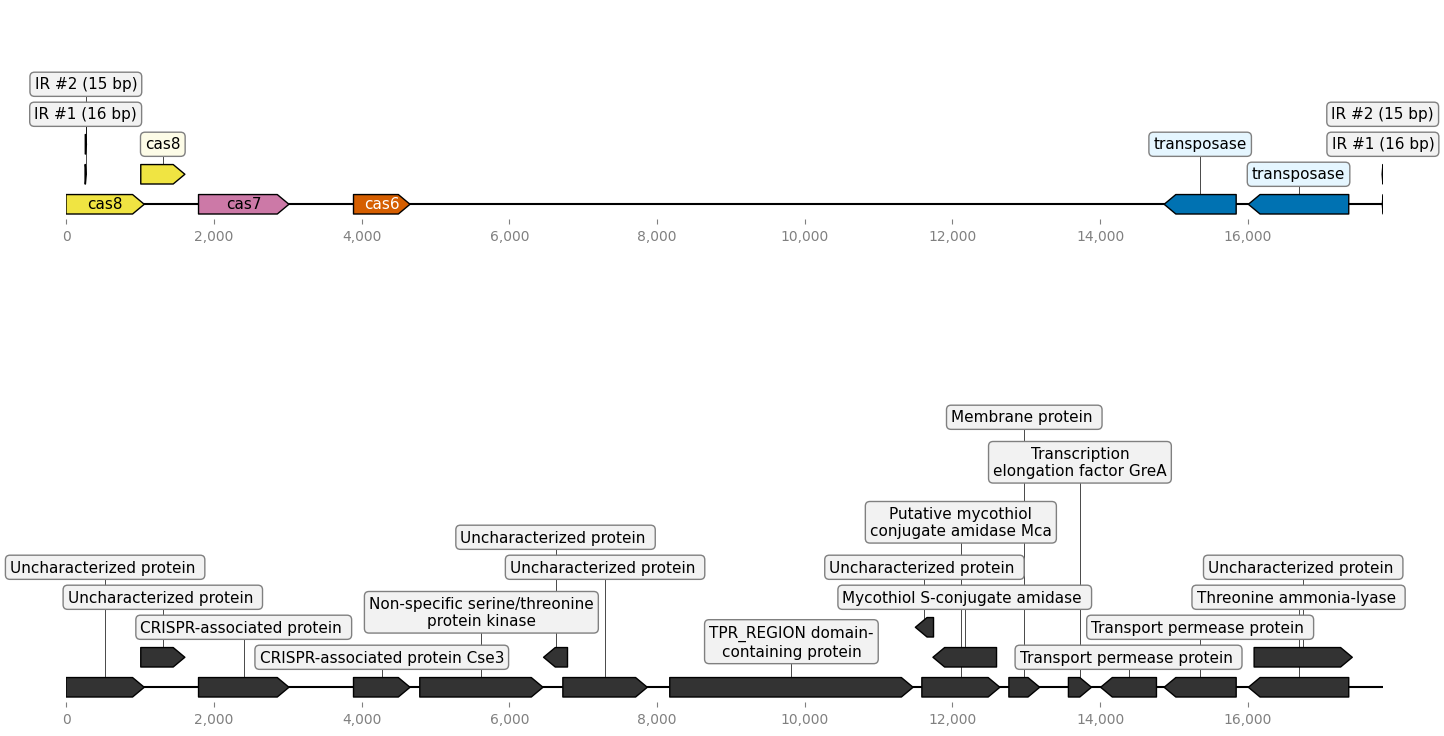 IR #2 (15 bp)
IR #1 (16 bp)
IR #2 (15 bp)
cas8
transposase
IR #1 (16 bp)
transposase
cas8
cas7
cas6
0
2,000
4,000
6,000
8,000
10,000
12,000
14,000
16,000
Membrane protein
Transcription
elongation factor GreA
Putative mycothiol
conjugate amidase Mca
Uncharacterized protein
Uncharacterized protein
Uncharacterized protein
Uncharacterized protein
Uncharacterized protein
Uncharacterized protein
Mycothiol S-conjugate amidase
Threonine ammonia-lyase
Non-specific serine/threonine
protein kinase
CRISPR-associated protein
Transport permease protein
TPR_REGION domain-
containing protein
CRISPR-associated protein Cse3
Transport permease protein
0
2,000
4,000
6,000
8,000
10,000
12,000
14,000
16,000